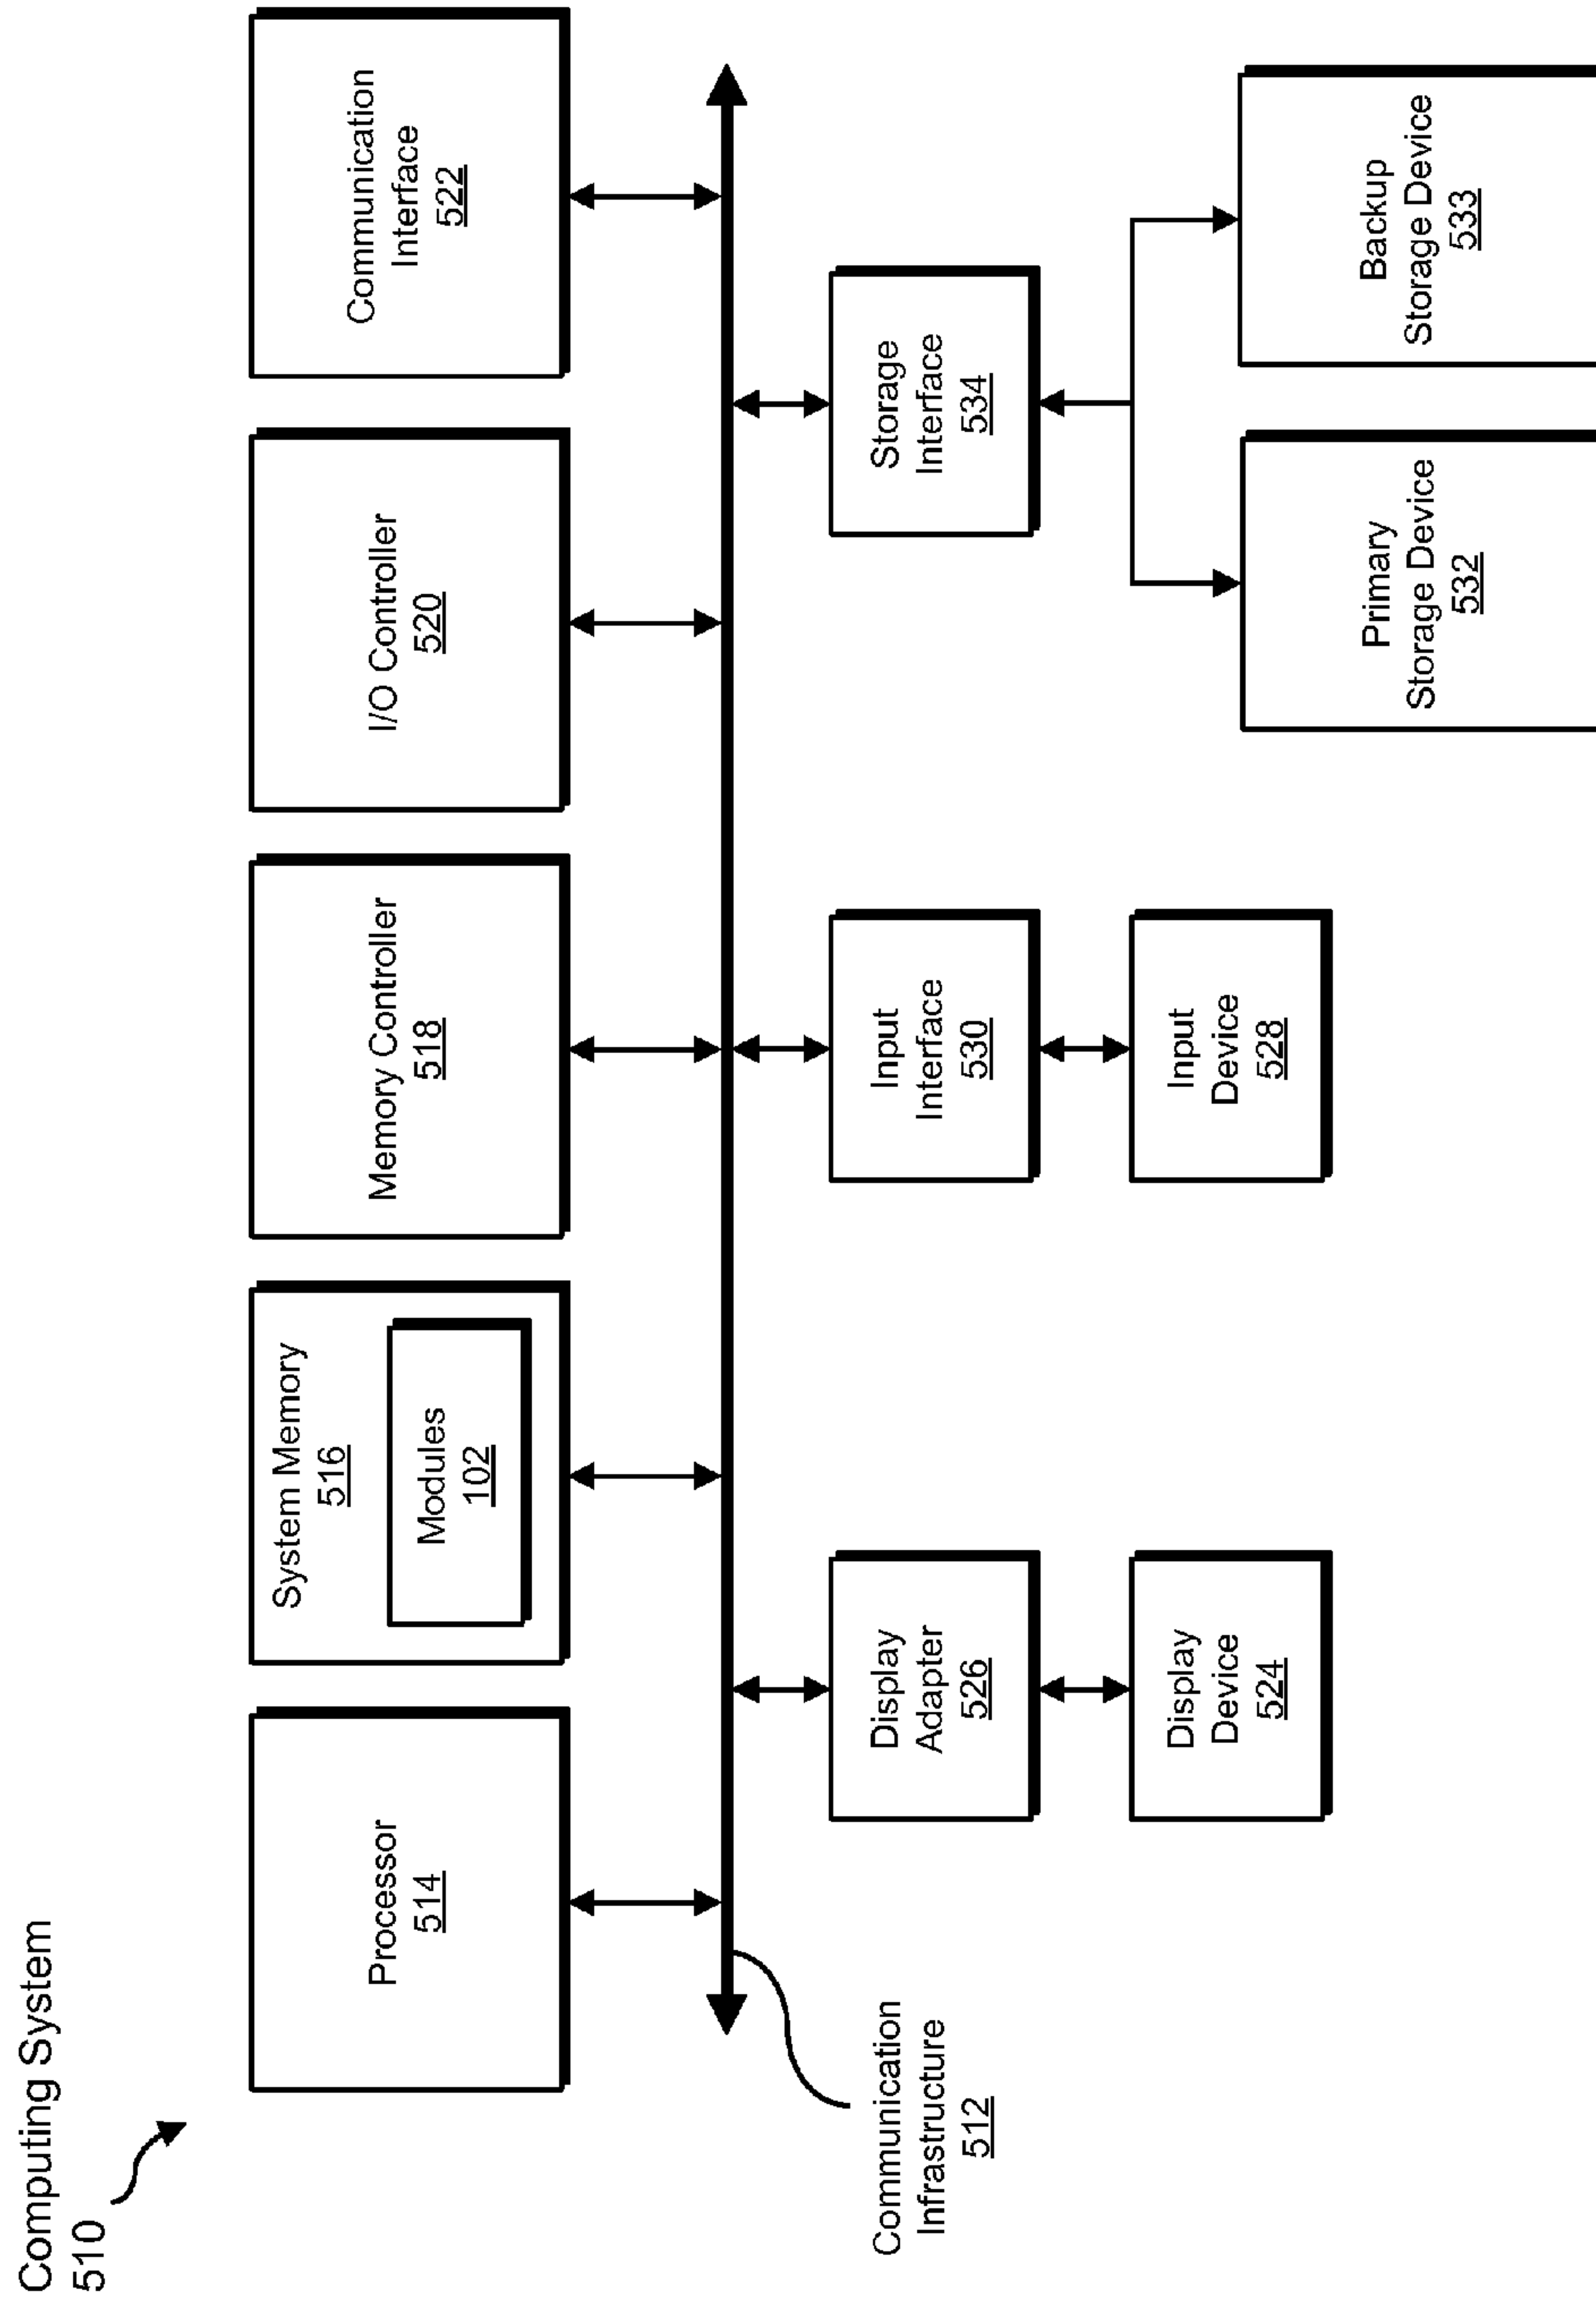 Computing System
510
Processor
514
System Memory
516
Modules
102
Memory Controller
518
I/O Controller
520
Communication
Interface
522
Communication
Infrastructure
512
Display
Adapter
526
Input
Interface
530
Storage
Interface
534
Display
Device
524
Input
Device
528
Primary
Storage Device
532
Backup
Storage Device
533